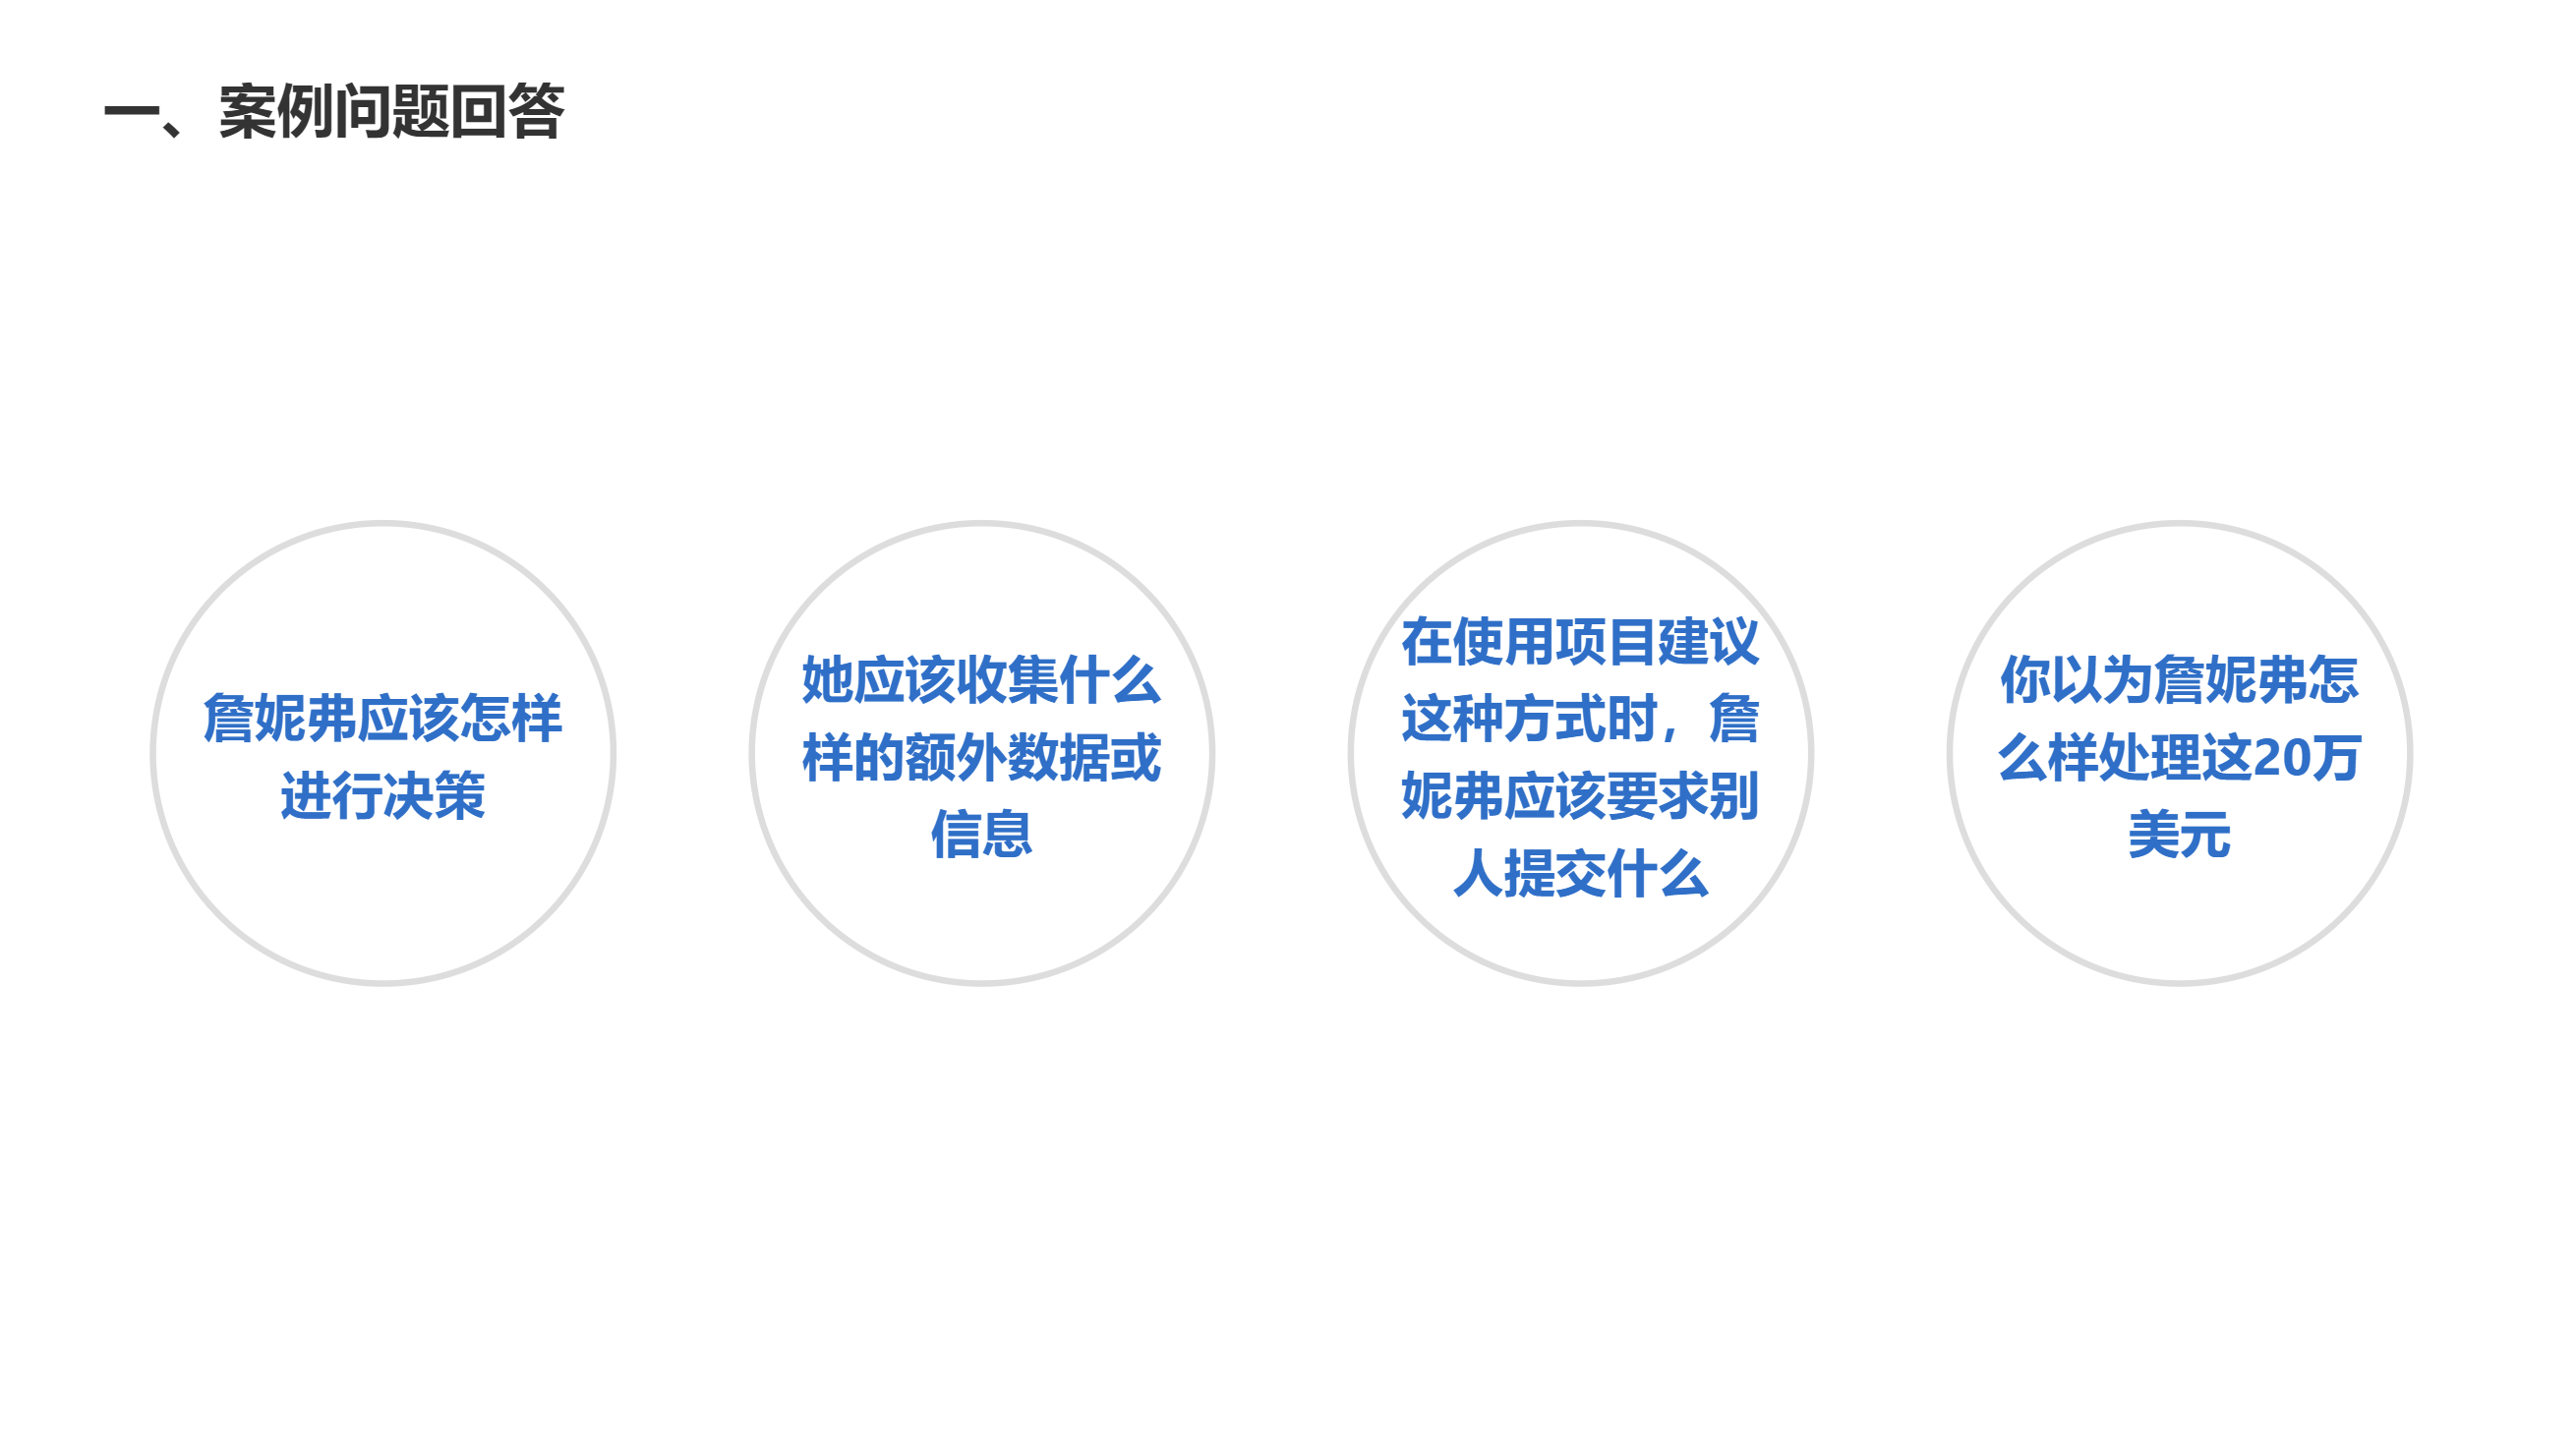 一、案例问题回答
詹妮弗应该怎样
进行决策
她应该收集什么
样的额外数据或
信息
在使用项目建议
这种方式时，詹
妮弗应该要求别
人提交什么
你以为詹妮弗怎
么样处理这20万
美元